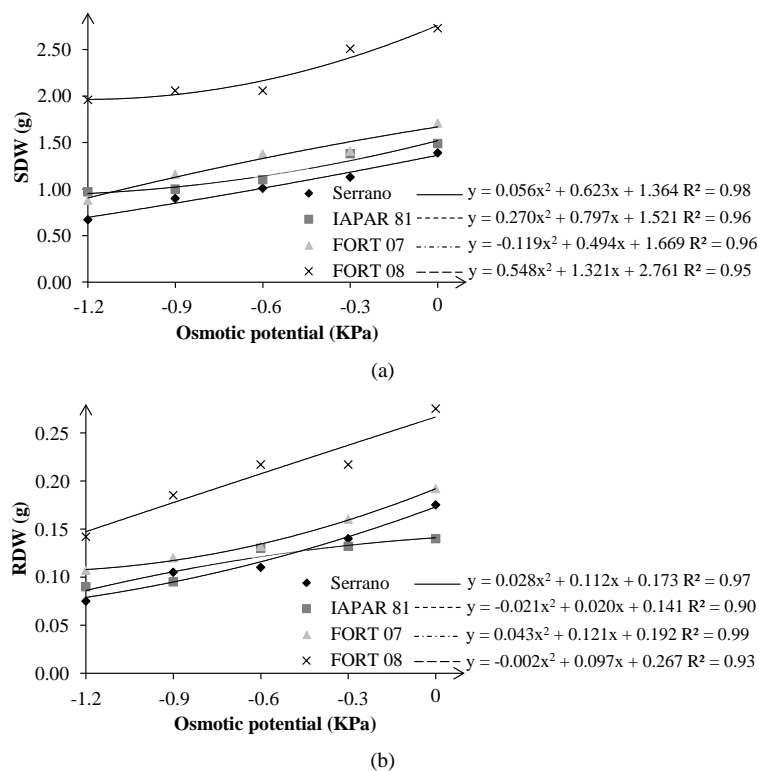 2.50
2.00
1.50
1.00
0.50
0.00
SDW (g)
Serrano y = 0.056x² + 0.623x + 1.364 R² = 0.98
IAPAR 81 y = 0.270x² + 0.797x + 1.521 R² = 0.96
FORT 07 y = -0.119x² + 0.494x + 1.669 R² = 0.96
FORT 08 y = 0.548x² + 1.321x + 2.761 R² = 0.95
-1.2 -0.9 -0.6 -0.3 0
Osmotic potential (KPa)
(a)
0.25
0.20
0.15
0.10
0.05
0.00
RDW (g)
Serrano y = 0.028x² + 0.112x + 0.173 R² = 0.97
IAPAR 81 y = -0.021x² + 0.020x + 0.141 R² = 0.90
FORT 07 y = 0.043x² + 0.121x + 0.192 R² = 0.99
FORT 08 y = -0.002x² + 0.097x + 0.267 R² = 0.93
-1.2 -0.9 -0.6 -0.3 0
Osmotic potential (KPa)
(b)